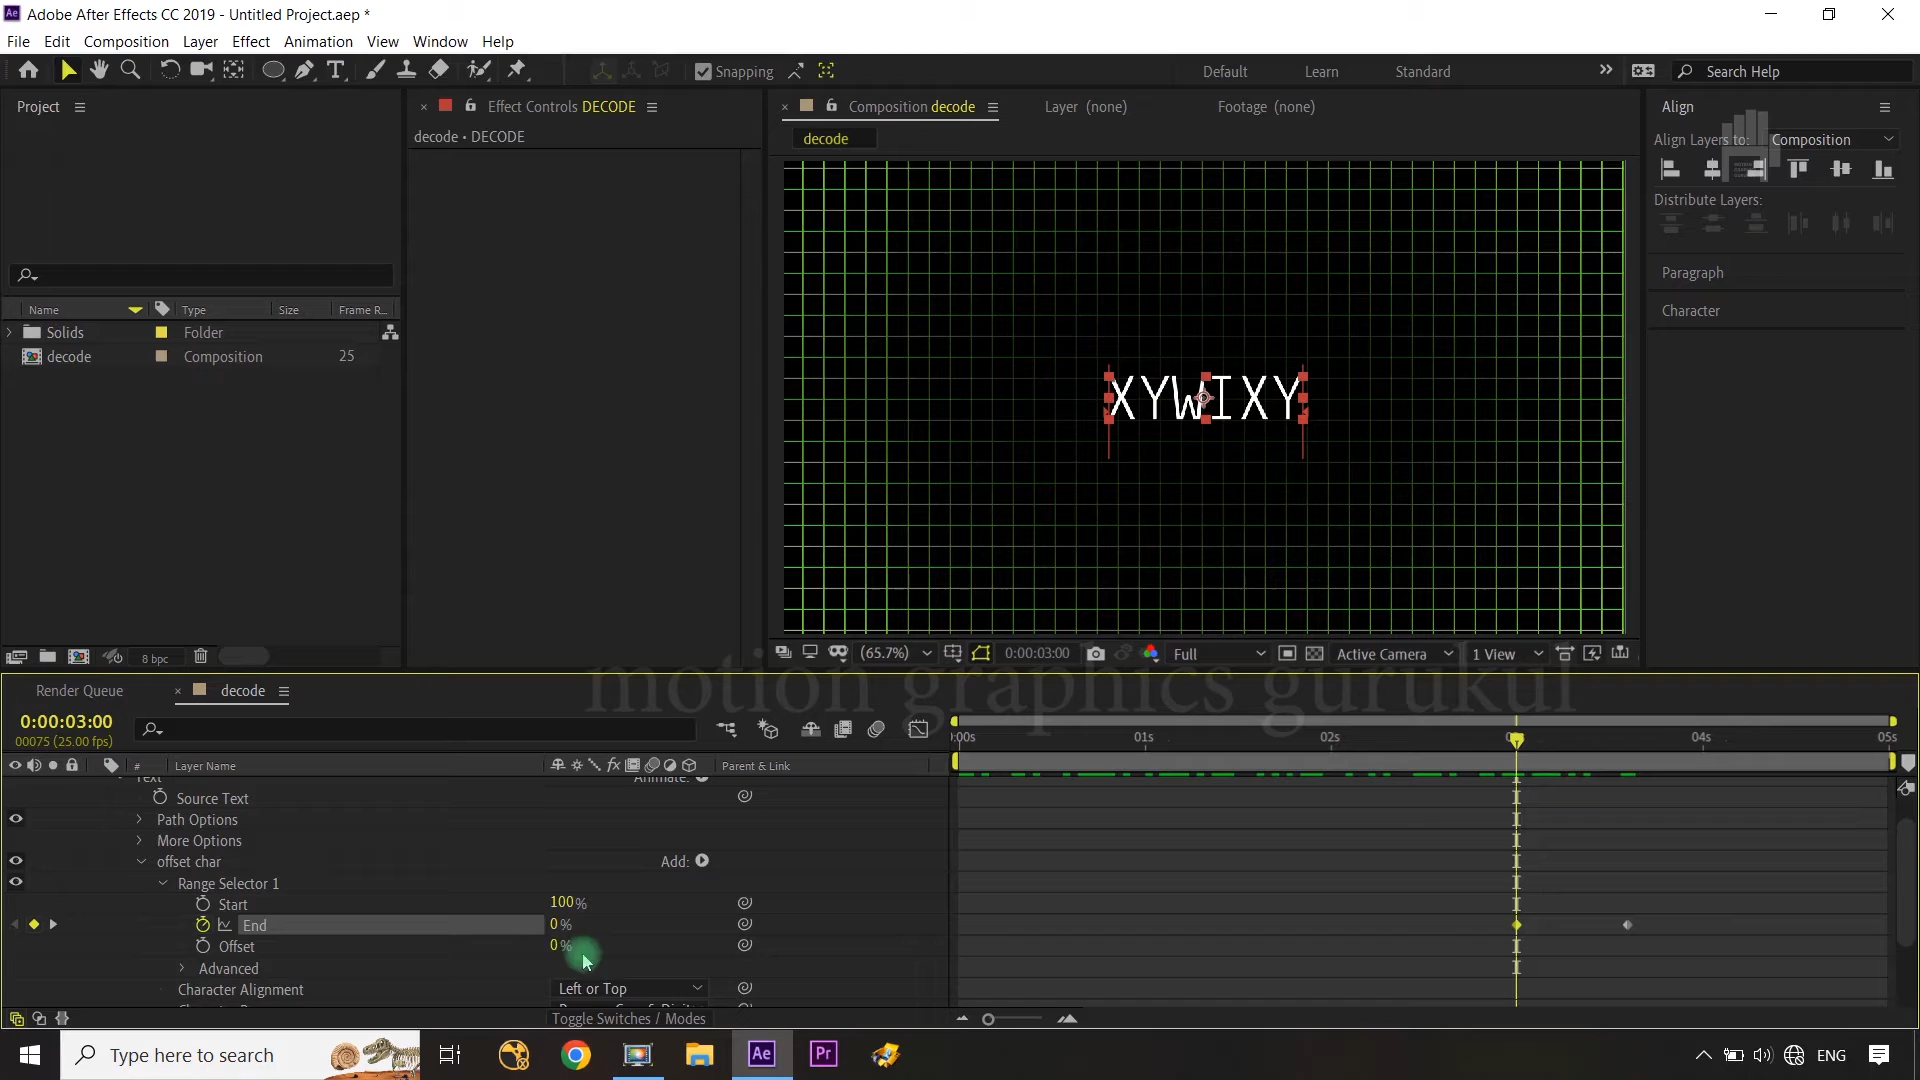 Adobe After Effects CC 2019 - Untitled Project.aep *
File Edit Composition Layer Effect Animation View Window Help
Snapping Default Learn Standard Search Help
Project Effect Controls DECODE Composition decode Layer (none) Footage (none) Align
decode • DECODE decode Align Layers to: Composition
Distribute Layers:
Paragraph
Character
Name Type Size Frame R...
Solids Folder
decode Composition 25
XYWIXY
8 bpc (65.7%) 0:00:03:00 Full Active Camera 1 View
motion graphics gurukul
Render Queue decode
0:00:03:00
00075 (25.00 fps)
:00s 01s 02s 04s 05s
# Layer Name Parent & Link
Text Animate:
Source Text
Path Options
More Options
offset char Add:
Range Selector 1
Start 100%
End 0%
Offset 0%
Advanced
Character Alignment Left or Top
Toggle Switches / Modes
Type here to search Ae Pr ENG